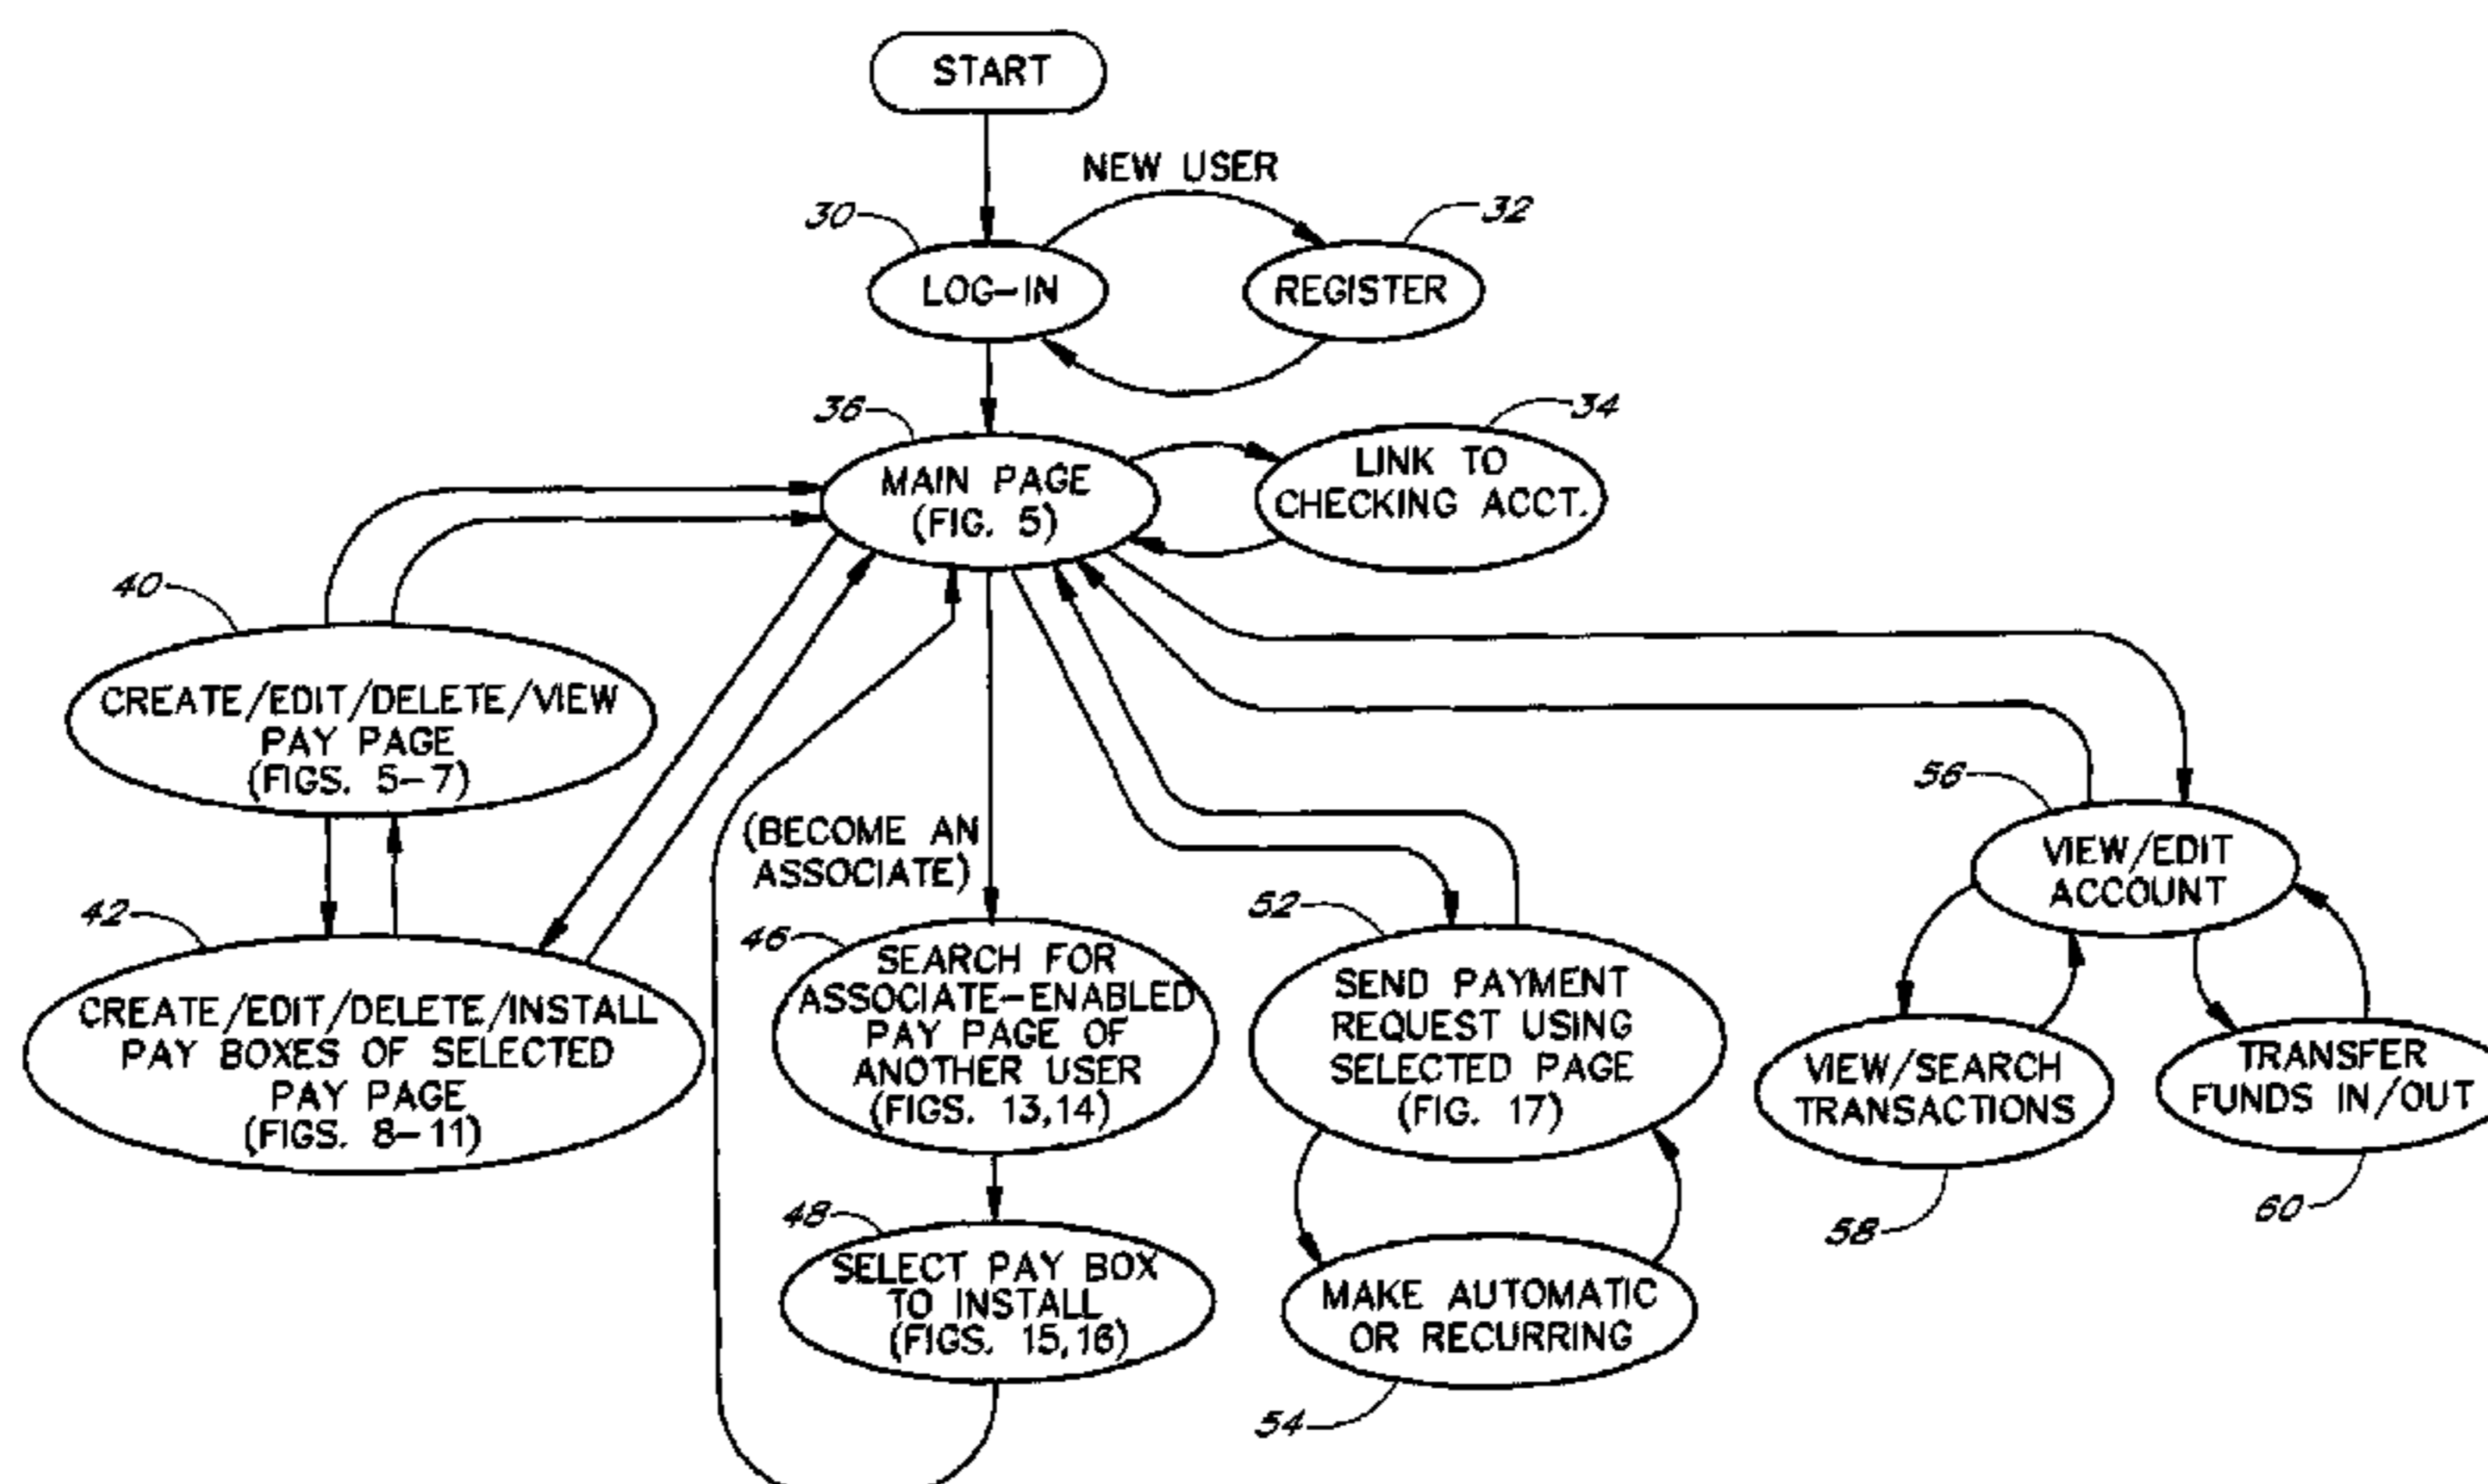 START
NEW USER
30
32
LOG-IN
REGISTER
36
34
MAIN PAGE
(FIG. 5)
LINK TO
CHECKING ACCT.
40
CREATE/EDIT/DELETE/VIEW
PAY PAGE
(FIGS. 5-7)
42
CREATE/EDIT/DELETE/INSTALL
PAY BOXES OF SELECTED
PAY PAGE
(FIGS. 8-11)
(BECOME AN
ASSOCIATE)
46
SEARCH FOR
ASSOCIATE-ENABLED
PAY PAGE OF
ANOTHER USER
(FIGS. 13,14)
48
SELECT PAY BOX
TO INSTALL
(FIGS. 15,16)
52
SEND PAYMENT
REQUEST USING
SELECTED PAGE
(FIG. 17)
MAKE AUTOMATIC
OR RECURRING
54
56
VIEW/EDIT
ACCOUNT
VIEW/SEARCH
TRANSACTIONS
58
TRANSFER
FUNDS IN/OUT
60